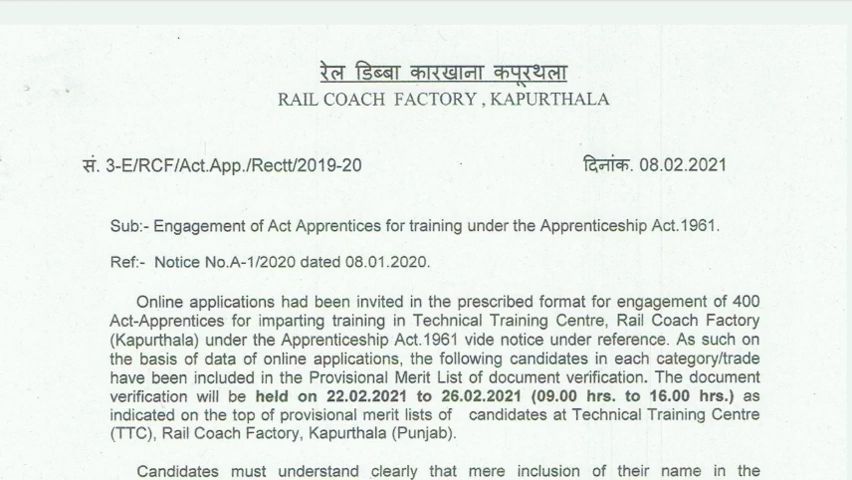 रेल डिब्बा कारखाना कपूरथला
RAIL COACH FACTORY , KAPURTHALA
सं. 3-E/RCF/Act.App./Rectt/2019-20 दिनांक. 08.02.2021
Sub:- Engagement of Act Apprentices for training under the Apprenticeship Act.1961.
Ref:- Notice No.A-1/2020 dated 08.01.2020.
Online applications had been invited in the prescribed format for engagement of 400
Act-Apprentices for imparting training in Technical Training Centre, Rail Coach Factory
(Kapurthala) under the Apprenticeship Act.1961 vide notice under reference. As such on
the basis of data of online applications, the following candidates in each category/trade
have been included in the Provisional Merit List of document verification. The document
verification will be held on 22.02.2021 to 26.02.2021 (09.00 hrs. to 16.00 hrs.) as
indicated on the top of provisional merit lists of candidates at Technical Training Centre
(TTC), Rail Coach Factory, Kapurthala (Punjab).
Candidates must understand clearly that mere inclusion of their name in the